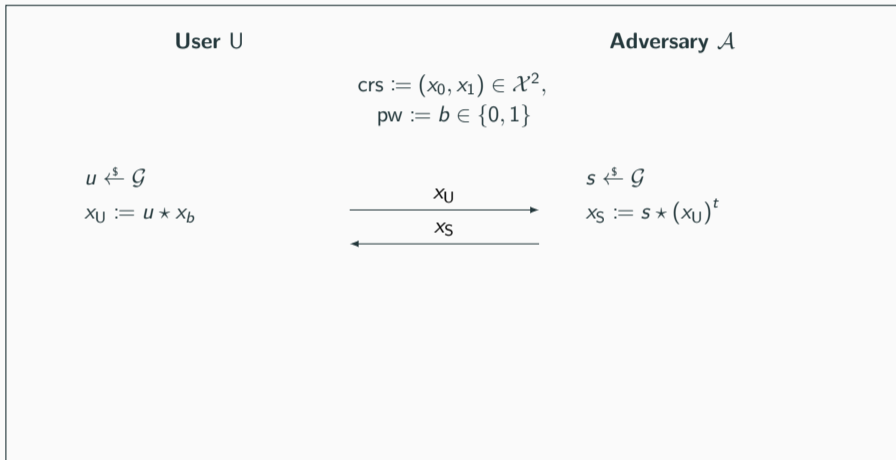 User U Adversary 𝒜
crs := (x₀, x₁) ∈ 𝒳²,
pw := b ∈ {0, 1}
u ←$ 𝒢 s ←$ 𝒢
x_U
x_U := u ⋆ x_b x_S := s ⋆ (x_U)ᵗ
x_S